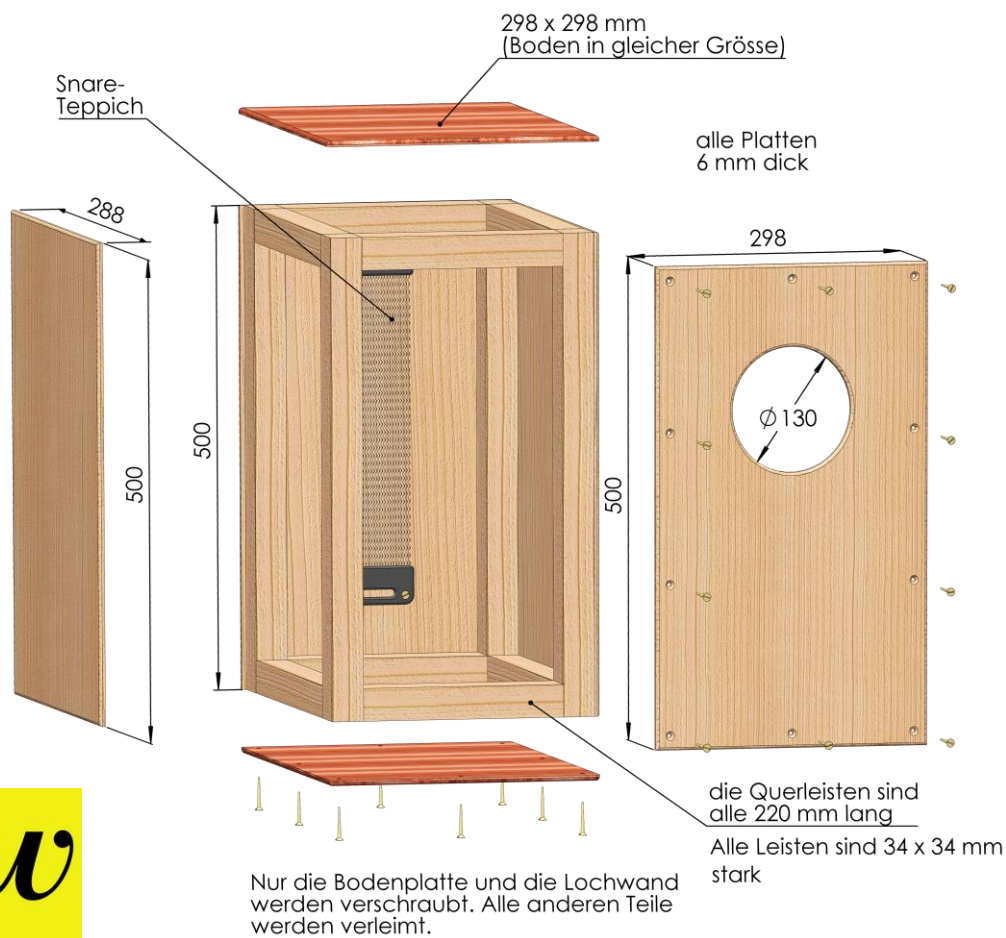 298 x 298 mm
(Boden in gleicher Grösse)
Snare-
Teppich
alle Platten
6 mm dick
288
298
500
500
500
Ø 130
die Querleisten sind
alle 220 mm lang
Alle Leisten sind 34 x 34 mm
stark
Nur die Bodenplatte und die Lochwand
werden verschraubt. Alle anderen Teile
werden verleimt.
w